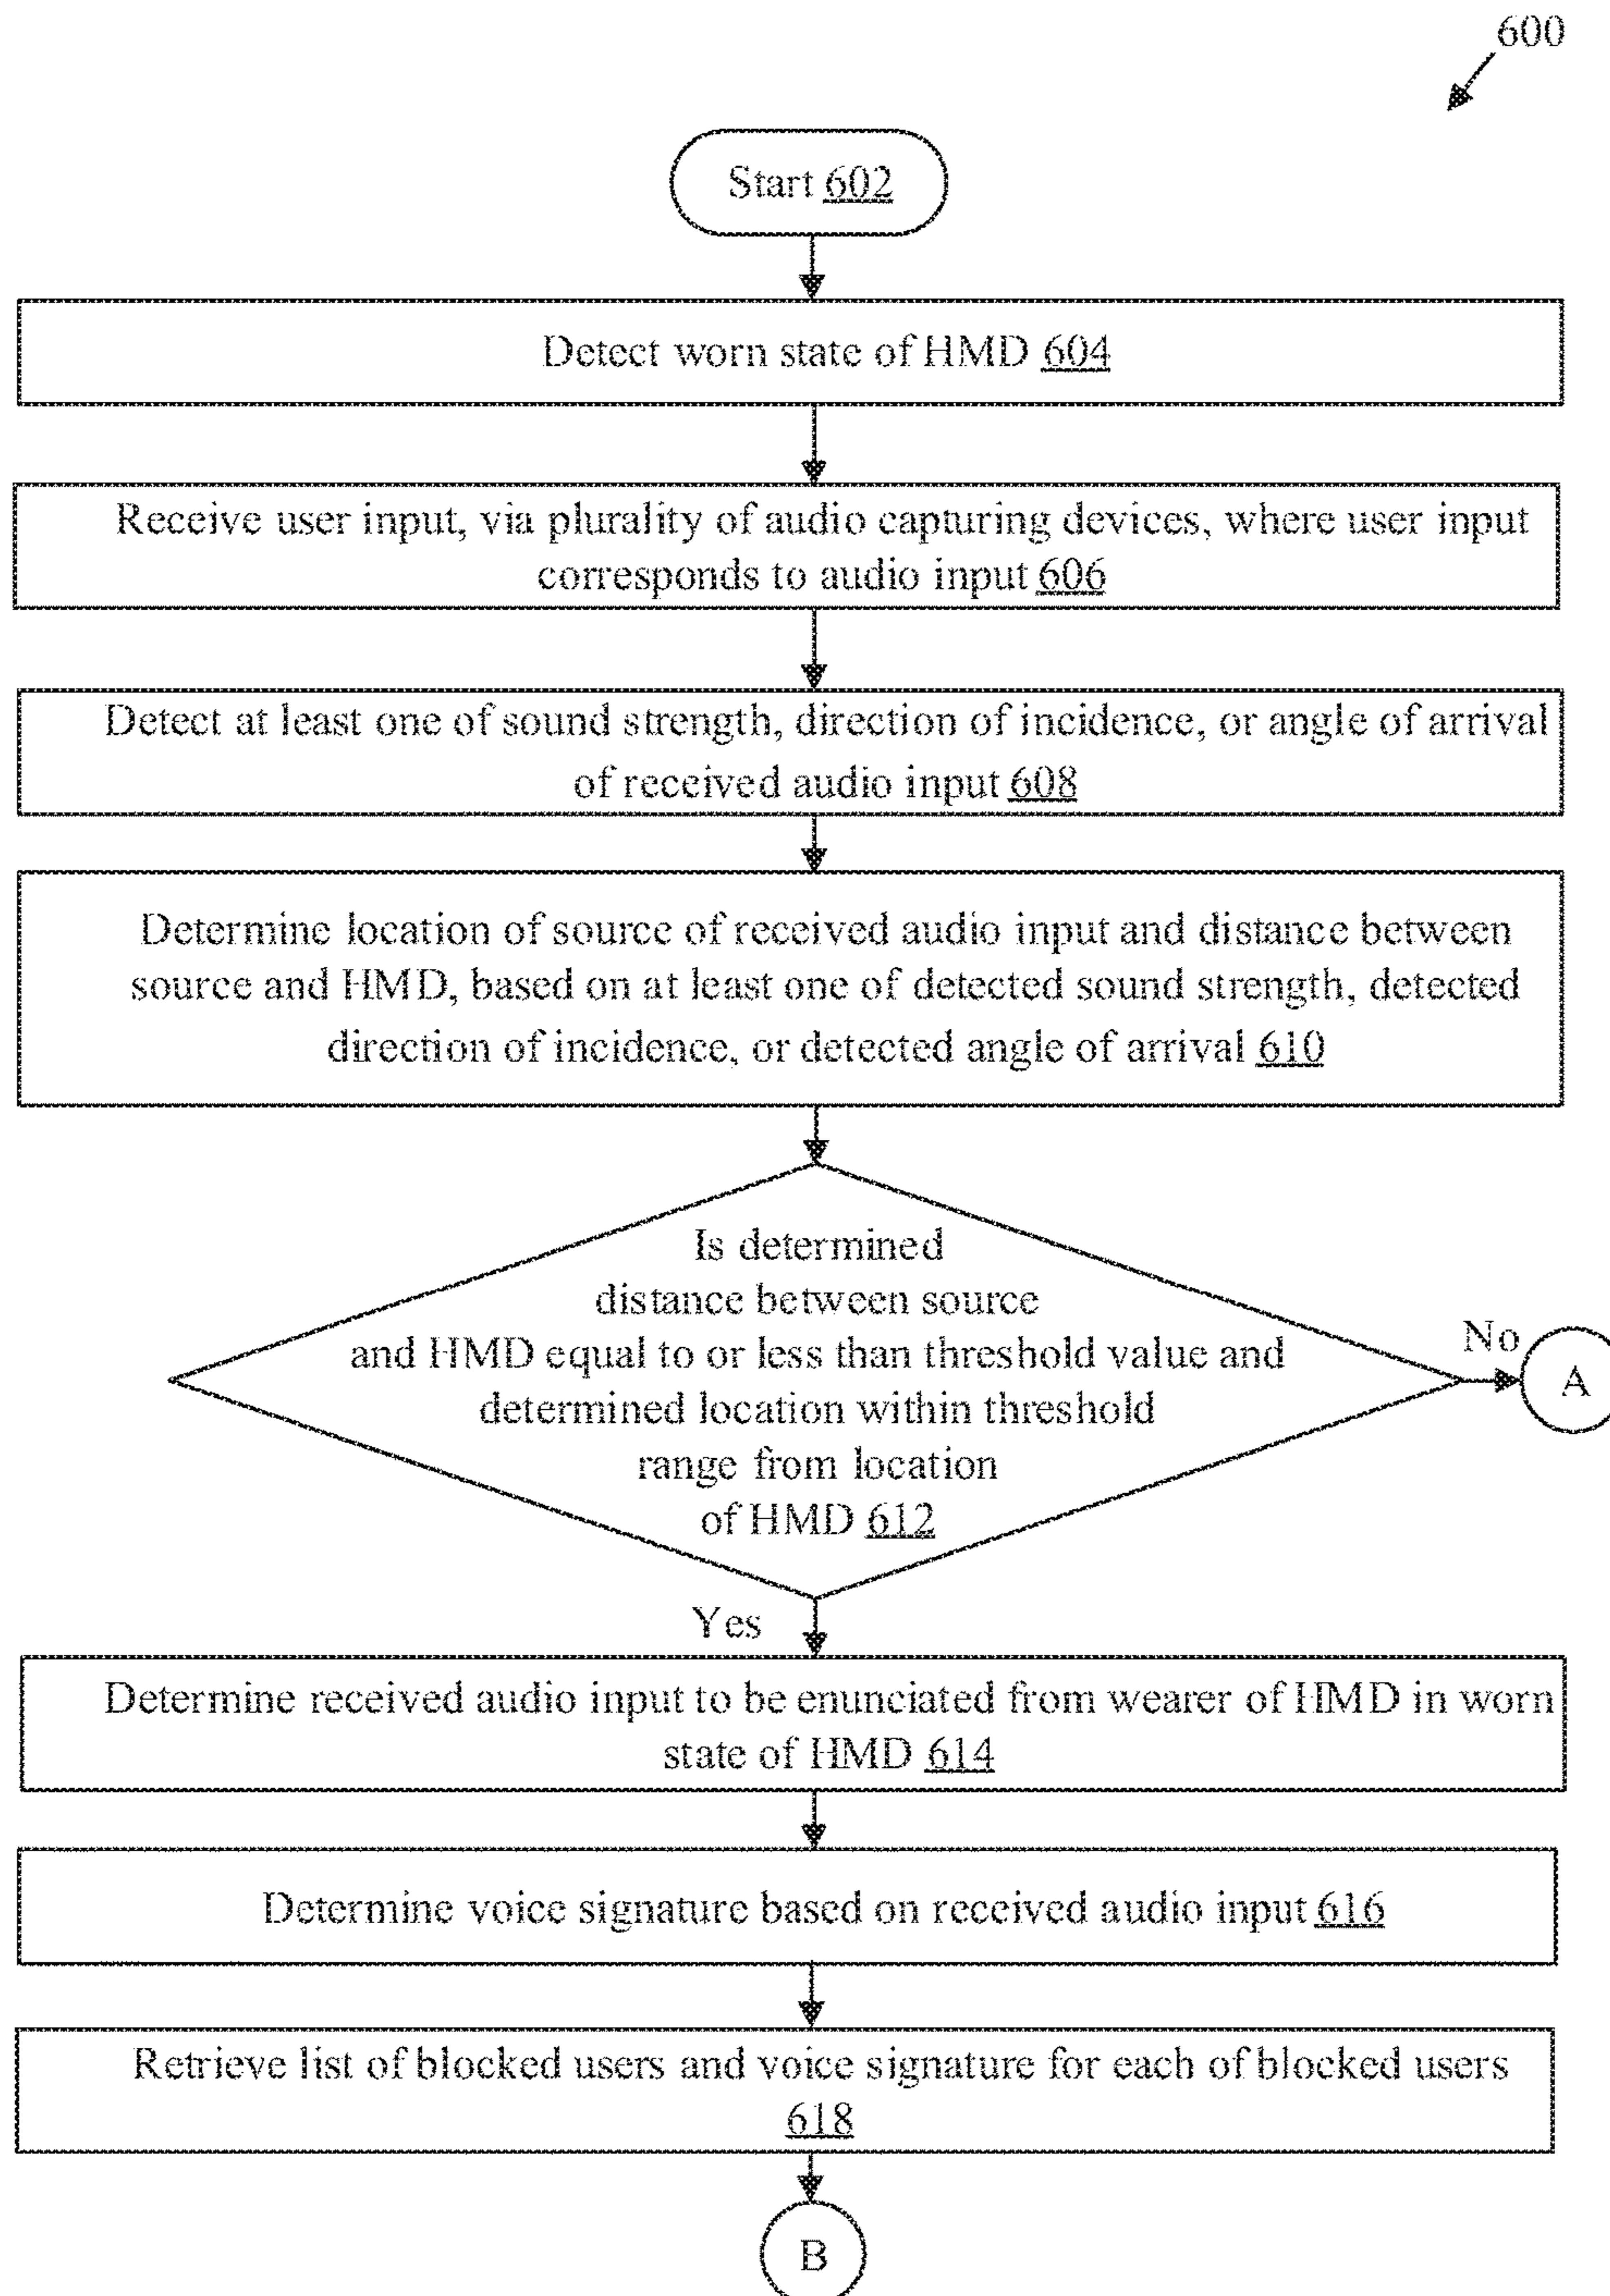 600
Start 602
Detect worn state of HMD 604
Receive user input, via plurality of audio capturing devices, where user input
corresponds to audio input 606
Detect at least one of sound strength, direction of incidence, or angle of arrival
of received audio input 608
Determine location of source of received audio input and distance between
source and HMD, based on at least one of detected sound strength, detected
direction of incidence, or detected angle of arrival 610
Is determined
distance between source
and HMD equal to or less than threshold value and
determined location within threshold
range from location
of HMD 612
No
A
Yes
Determine received audio input to be enunciated from wearer of HMD in worn
state of HMD 614
Determine voice signature based on received audio input 616
Retrieve list of blocked users and voice signature for each of blocked users
618
B